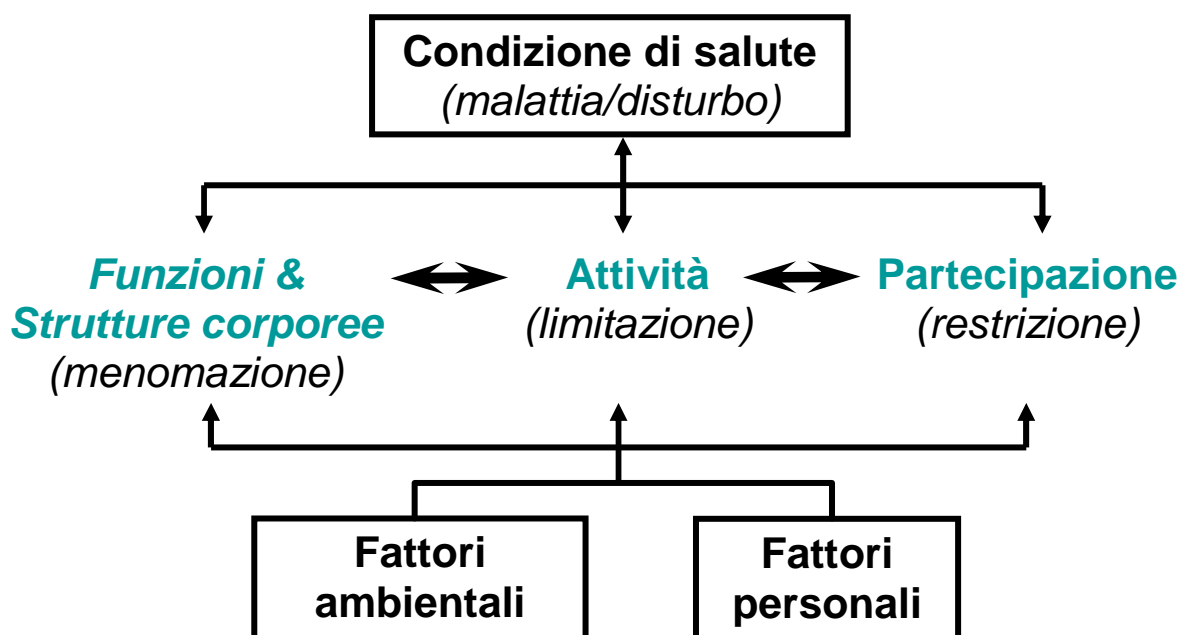 Condizione di salute
(malattia/disturbo)
Funzioni &
Strutture corporee
(menomazione)
Attività
(limitazione)
Partecipazione
(restrizione)
Fattori
ambientali
Fattori
personali